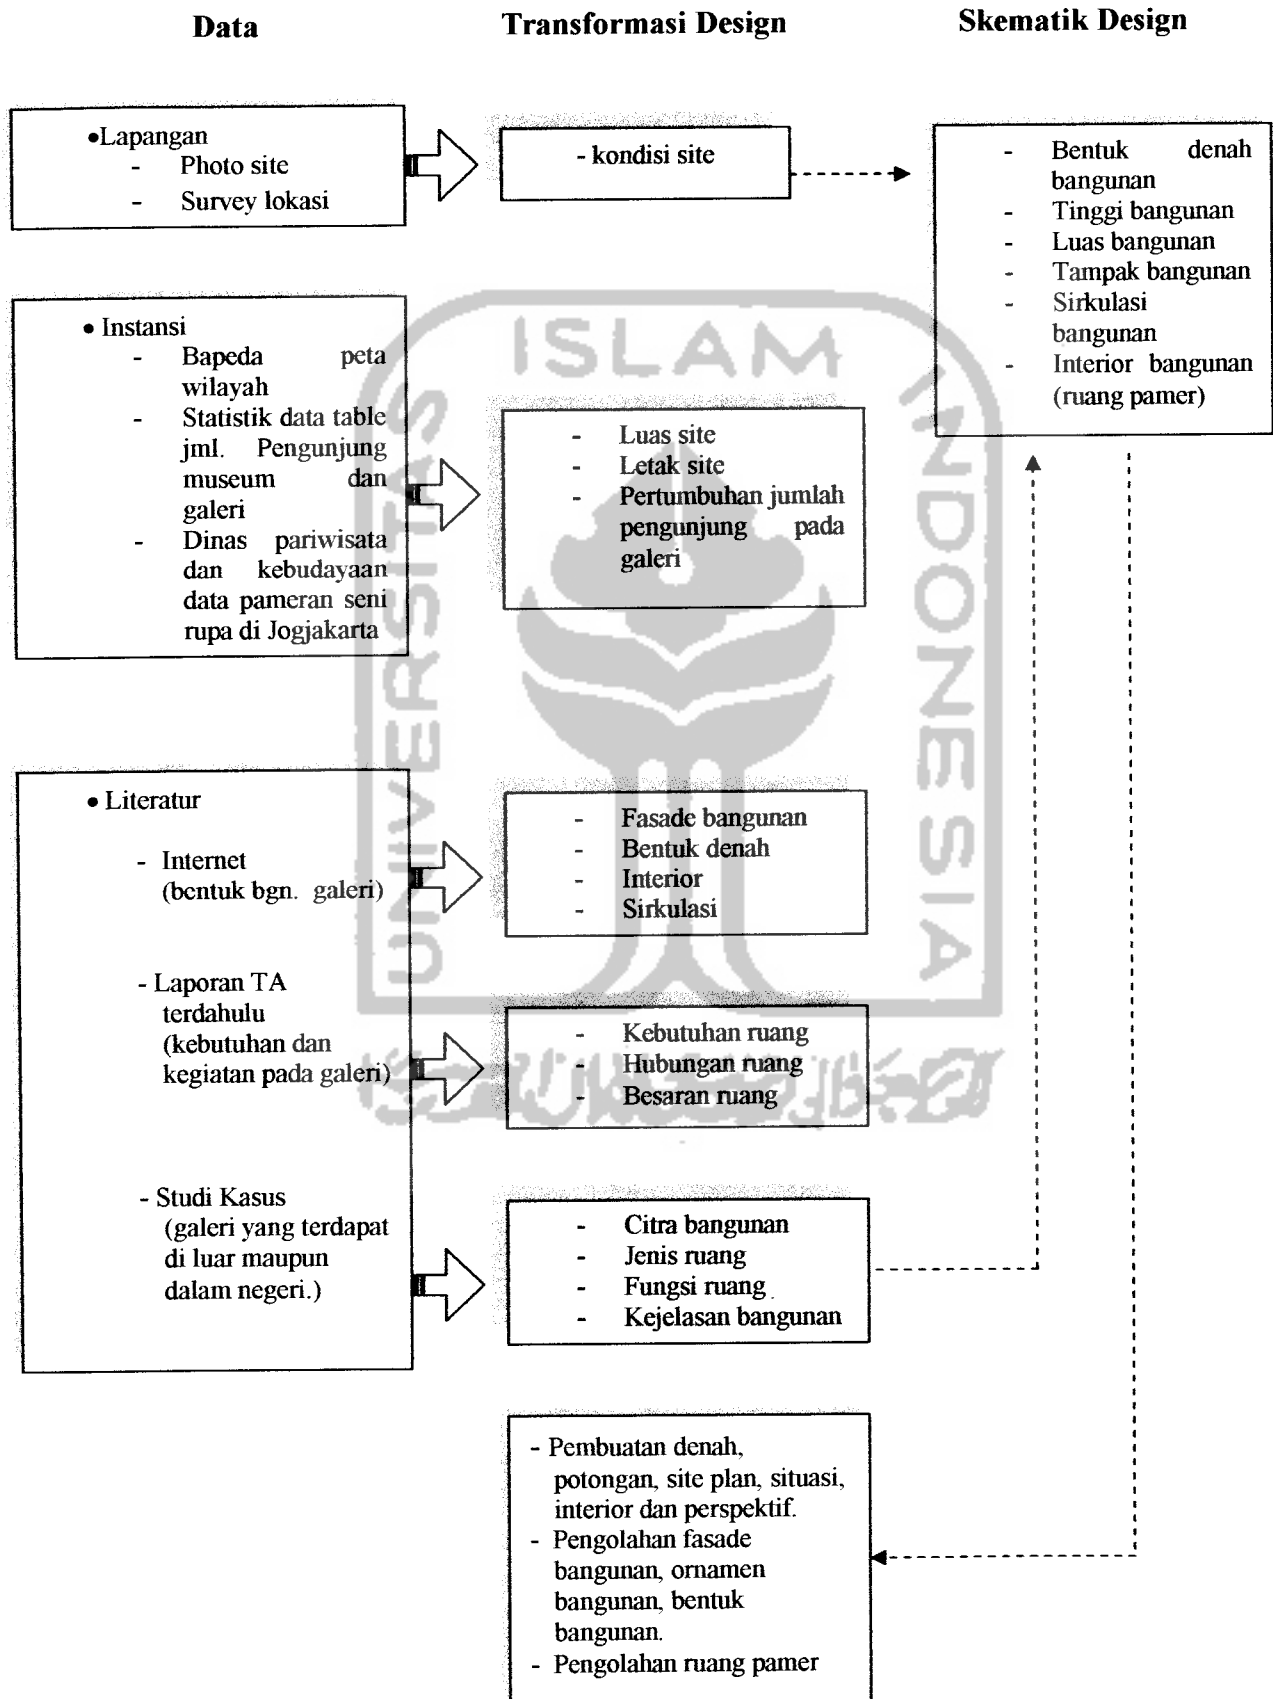 Data
Transformasi Design
Skematik Design
•Lapangan
- Photo site
- Survey lokasi
- kondisi site
- Bentuk denah
bangunan
- Tinggi bangunan
- Luas bangunan
- Tampak bangunan
- Sirkulasi
bangunan
- Interior bangunan
(ruang pamer)
• Instansi
- Bapeda peta
wilayah
- Statistik data table
jml. Pengunjung
museum dan
galeri
- Dinas pariwisata
dan kebudayaan
data pameran seni
rupa di Jogjakarta
- Luas site
- Letak site
- Pertumbuhan jumlah
pengunjung pada
galeri
• Literatur
- Internet
(bentuk bgn. galeri)
- Laporan TA
terdahulu
(kebutuhan dan
kegiatan pada galeri)
- Studi Kasus
(galeri yang terdapat
di luar maupun
dalam negeri.)
- Fasade bangunan
- Bentuk denah
- Interior
- Sirkulasi
- Kebutuhan ruang
- Hubungan ruang
- Besaran ruang
- Citra bangunan
- Jenis ruang
- Fungsi ruang
- Kejelasan bangunan
- Pembuatan denah,
potongan, site plan, situasi,
interior dan perspektif.
- Pengolahan fasade
bangunan, ornamen
bangunan, bentuk
bangunan.
- Pengolahan ruang pamer
UNIVERSITAS
ISLAM
INDONESIA